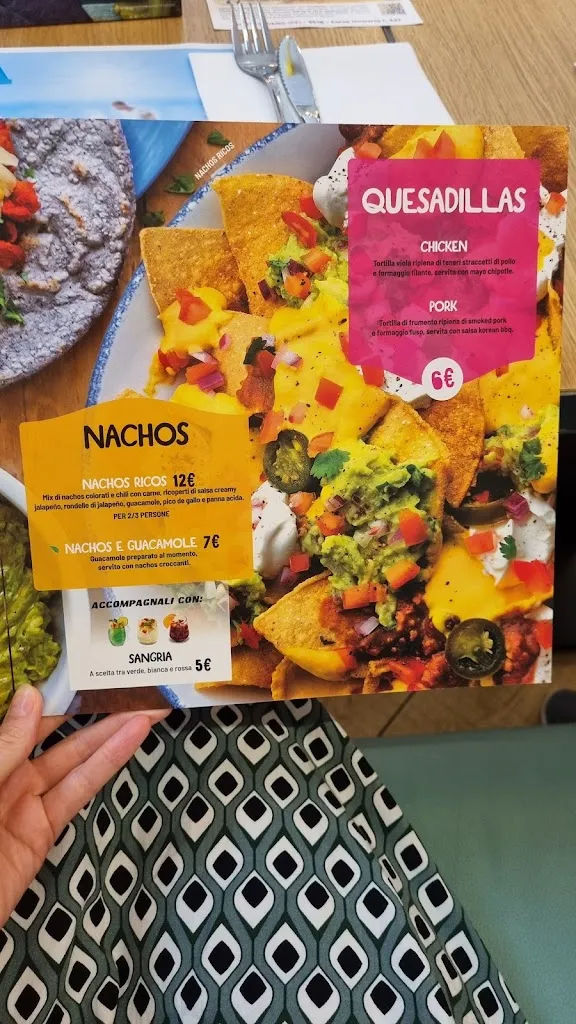 NACHOS RICOS
QUESADILLAS
CHICKEN
Tortilla viola ripiena di teneri straccetti di pollo
e formaggio filante, servita con mayo chipotle.
PORK
Tortilla di frumento ripiena di smoked pork
e formaggio fuso, servita con salsa korean bbq.
6€
NACHOS
NACHOS RICOS 12€
Mix di nachos colorati e chili con carne, ricoperti di salsa creamy
jalapeño, rondelle di jalapeño, guacamole, pico de gallo e panna acida.
PER 2/3 PERSONE
NACHOS E GUACAMOLE 7€
Guacamole preparato al momento,
servito con nachos croccanti.
ACCOMPAGNALI CON:
SANGRIA
A scelta tra verde, bianca e rossa 5€